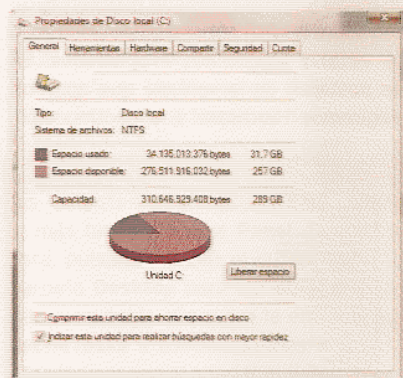 Propiedades de Disco local (C:)
General Herramientas Hardware Compartir Seguridad Cuota
Tipo: Disco local
Sistema de archivos: NTFS
Espacio usado: 34.135.013.376 bytes 31,7 GB
Espacio disponible: 276.511.916.032 bytes 257 GB
Capacidad: 310.646.929.408 bytes 289 GB
Unidad C: Liberar espacio
Comprimir esta unidad para ahorrar espacio en disco
Indizar esta unidad para realizar búsquedas con mayor rapidez